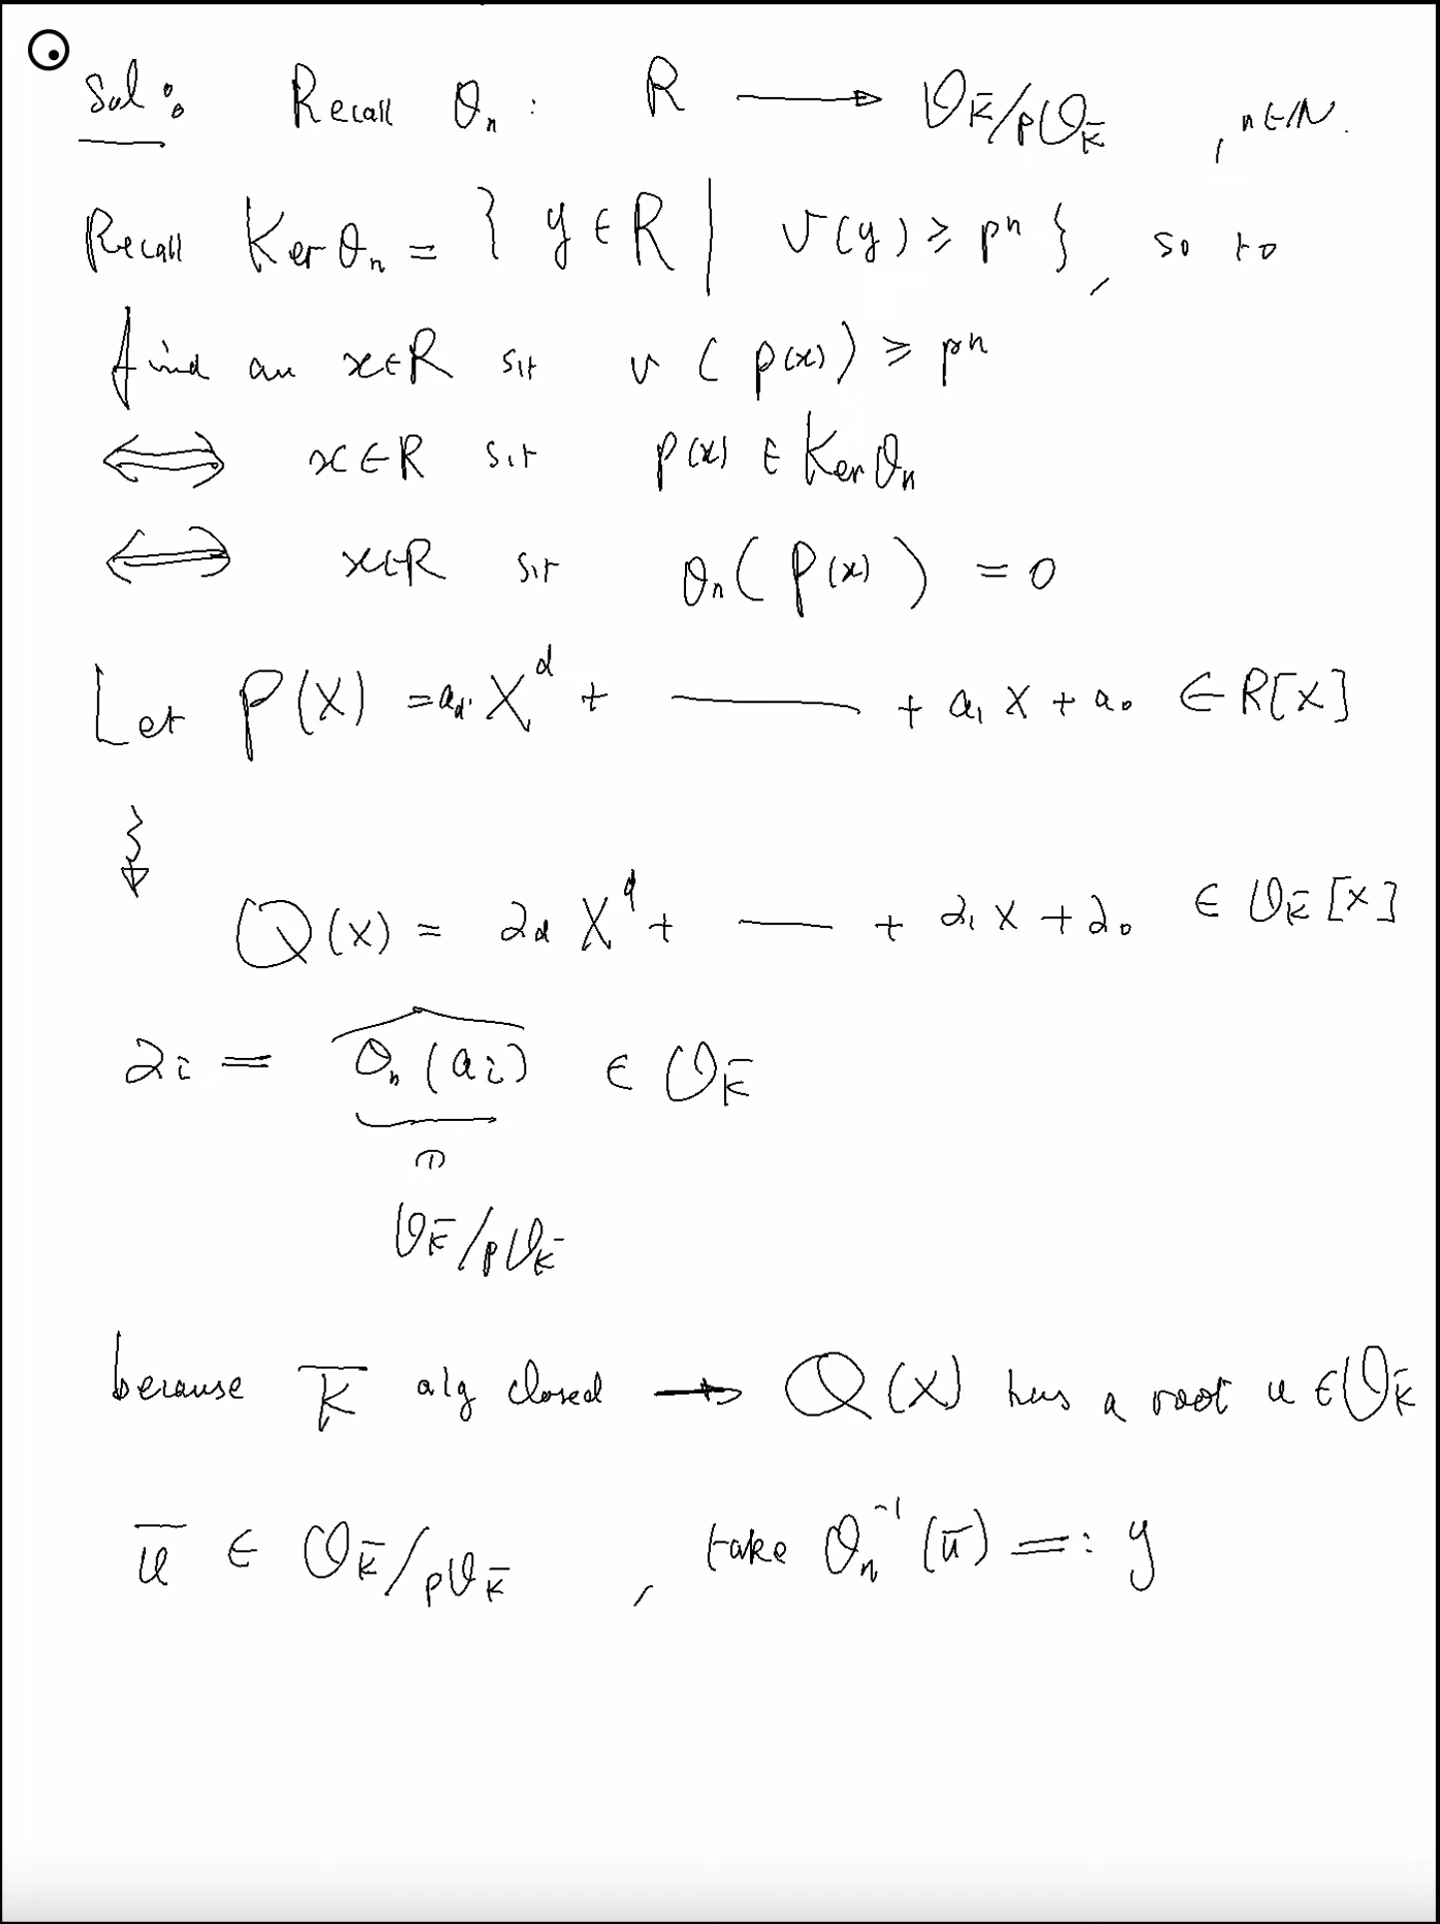 Sol:
Recall θ_n : R ⟶ O_K̄/pO_K̄ , n∈ℕ.
Recall Ker θ_n = { y ∈ R | v(y) ≥ p^n }, so to
find an x∈R s.t v ( p(x) ) ≥ p^n
⟺ x∈R s.t p(x) ∈ Ker θ_n
⟺ x∈R s.t θ_n( P(x) ) = 0
Let P(X) = a_d X^d + ——— + a_1 X + a_0 ∈ R[X]
Q(X) = α_d X^d + —— + α_1 X + α_0 ∈ O_K̄ [X]
α_i = \widehat{θ_n(a_i)} ∈ O_K̄
∩
O_K̄/pO_K̄
because K̄ alg closed → Q(X) has a root u ∈ O_K̄
ū ∈ O_K̄/pO_K̄ , take θ_n^{-1}(ū) =: y